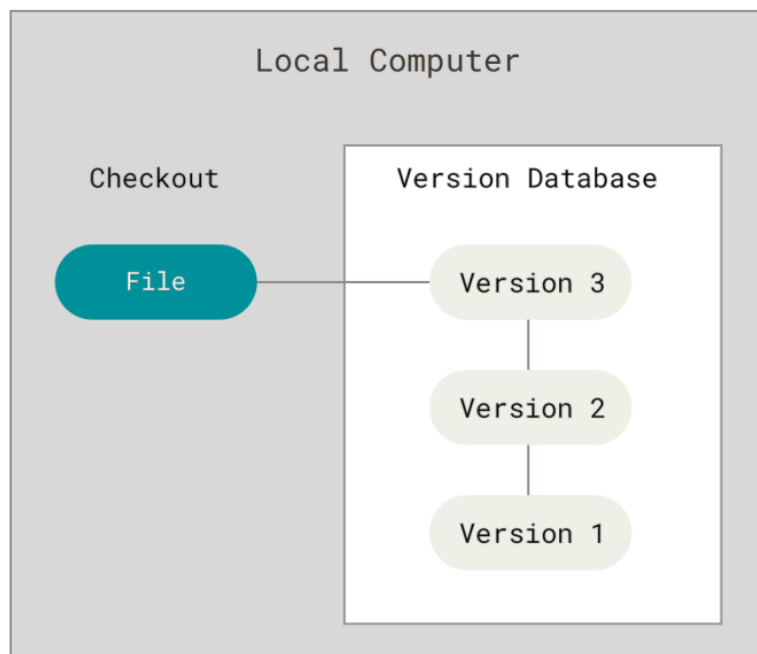 Local Computer
Checkout
Version Database
File
Version 3
Version 2
Version 1